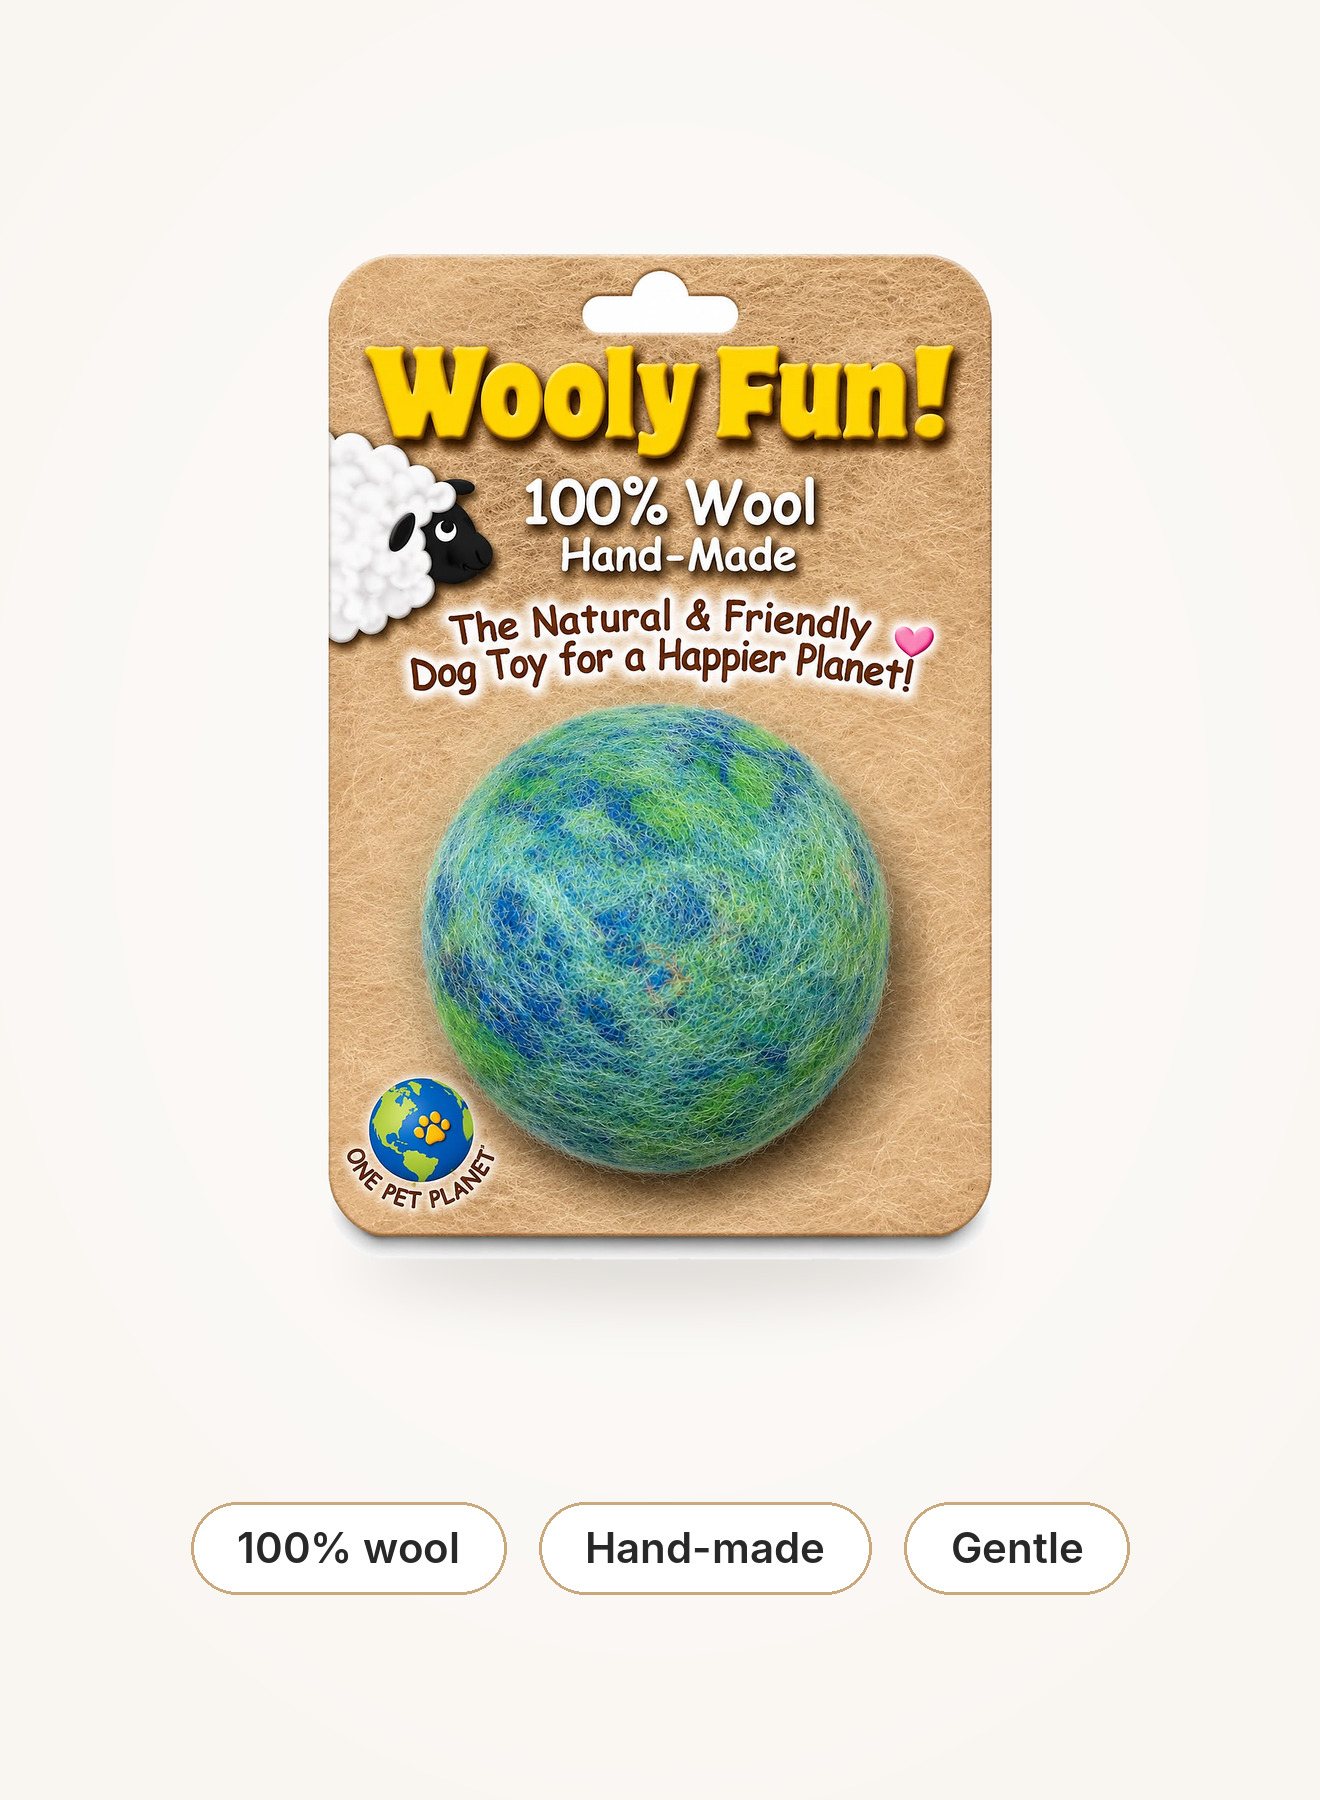 Wooly Fun!
100% Wool
Hand-Made
The Natural & Friendly
Dog Toy for a Happier Planet!
ONE PET PLANET
100% wool
Hand-made
Gentle